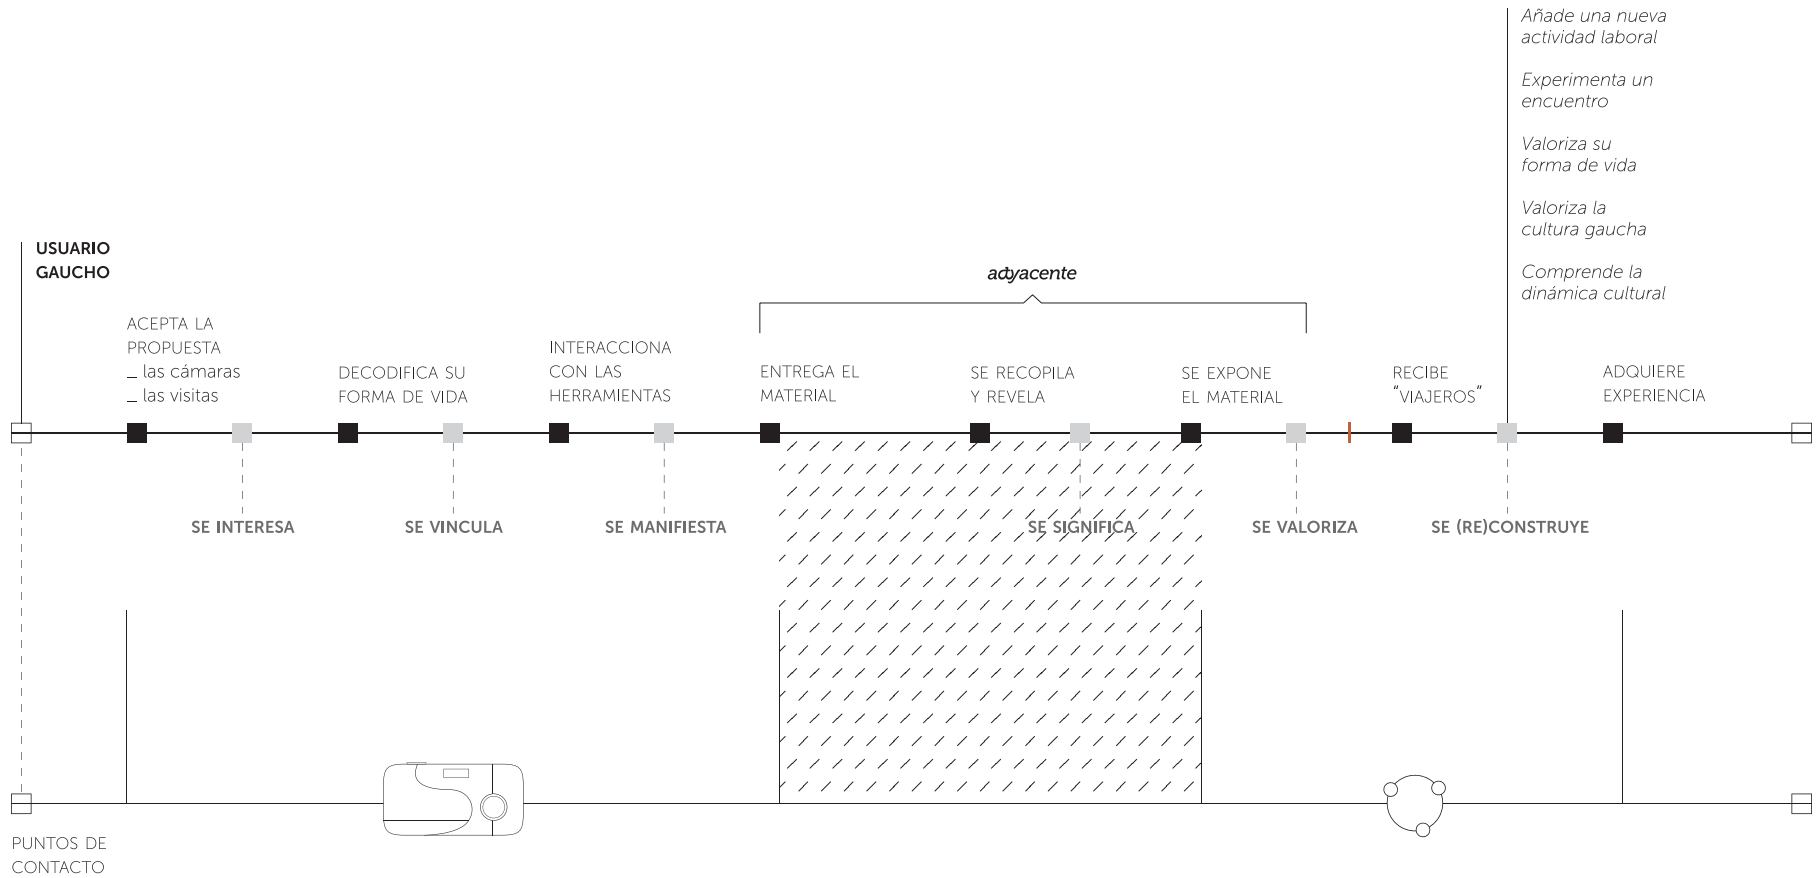 Añade una nueva
actividad laboral
Experimenta un
encuentro
Valoriza su
forma de vida
Valoriza la
cultura gaucha
Comprende la
dinámica cultural
USUARIO
GAUCHO
adyacente
ACEPTA LA
PROPUESTA
_ las cámaras
_ las visitas
DECODIFICA SU
FORMA DE VIDA
INTERACCIONA
CON LAS
HERRAMIENTAS
ENTREGA EL
MATERIAL
SE RECOPILA
Y REVELA
SE EXPONE
EL MATERIAL
RECIBE
"VIAJEROS"
ADQUIERE
EXPERIENCIA
SE INTERESA
SE VINCULA
SE MANIFIESTA
SE SIGNIFICA
SE VALORIZA
SE (RE)CONSTRUYE
PUNTOS DE
CONTACTO